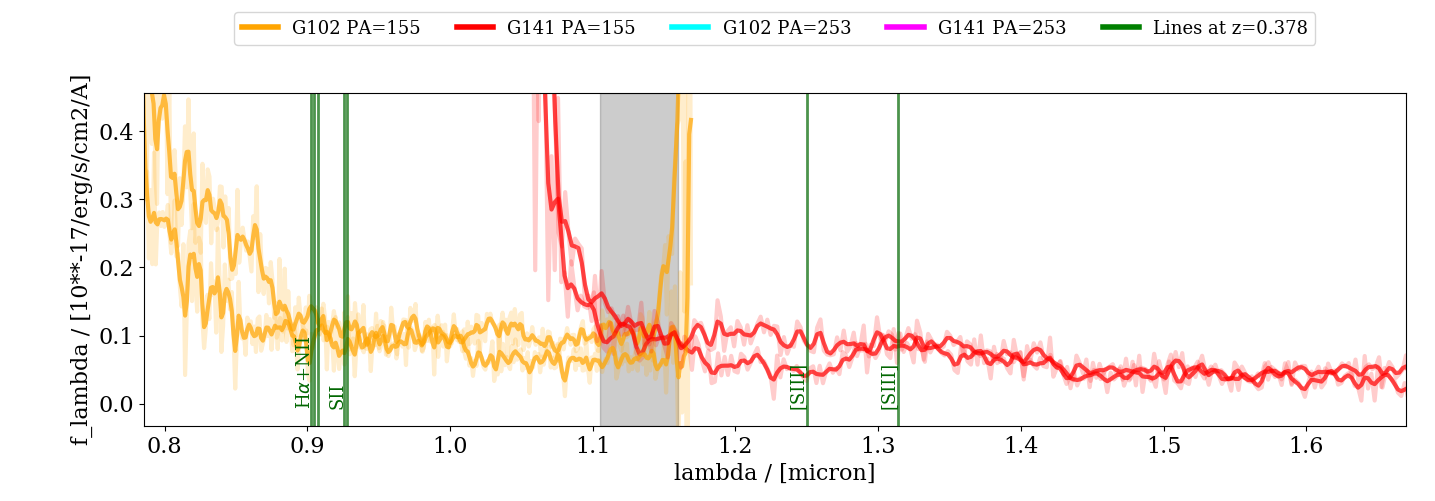 G102 PA=155 G141 PA=155 G102 PA=253 G141 PA=253 Lines at z=0.378
f_lambda / [10**-17/erg/s/cm2/A]
0.4
0.3
0.2
0.1
0.0
Hα+NII
SII
[SIII]
[SIII]
0.8 0.9 1.0 1.1 1.2 1.3 1.4 1.5 1.6
lambda / [micron]